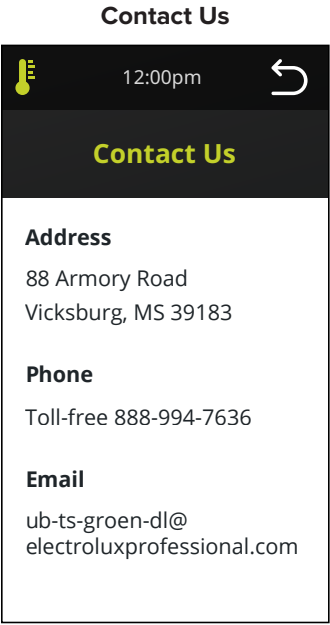 Contact Us
12:00pm
Contact Us
Address
88 Armory Road
Vicksburg, MS 39183
Phone
Toll-free 888-994-7636
Email
ub-ts-groen-dl@
electroluxprofessional.com